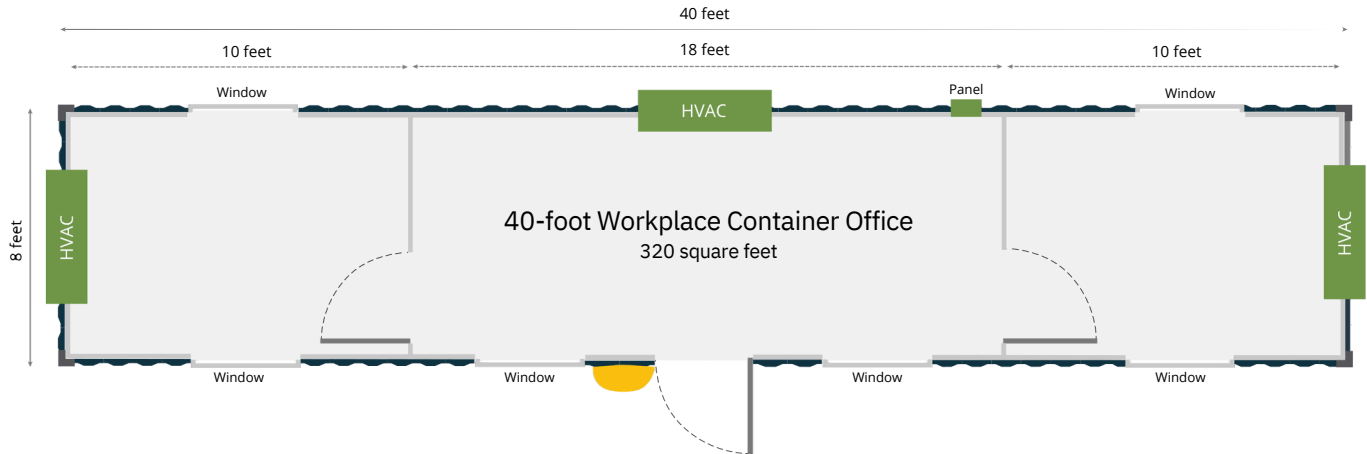 40 feet
10 feet
18 feet
10 feet
Window
HVAC
Panel
Window
8 feet
HVAC
40-foot Workplace Container Office
320 square feet
HVAC
Window
Window
Window
Window